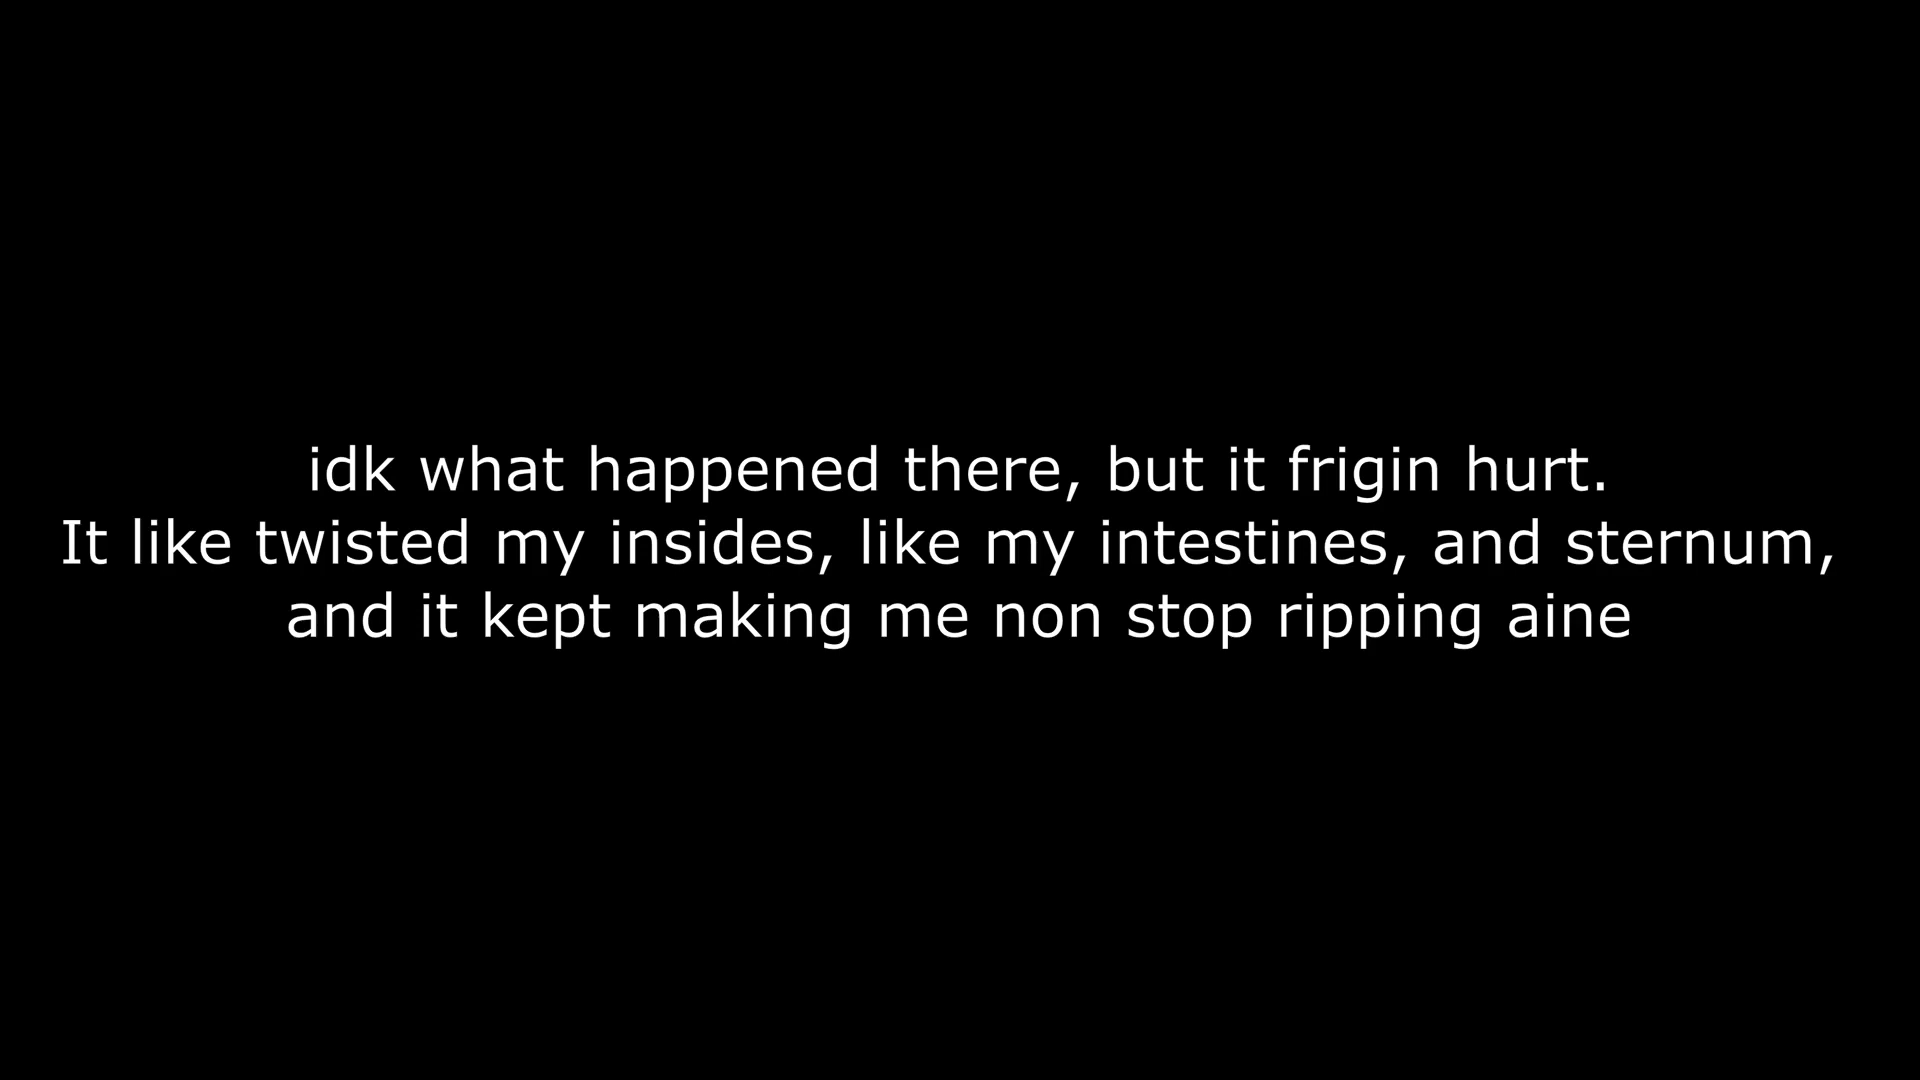 idk what happened there, but it frigin hurt.
It like twisted my insides, like my intestines, and sternum,
and it kept making me non stop ripping aine